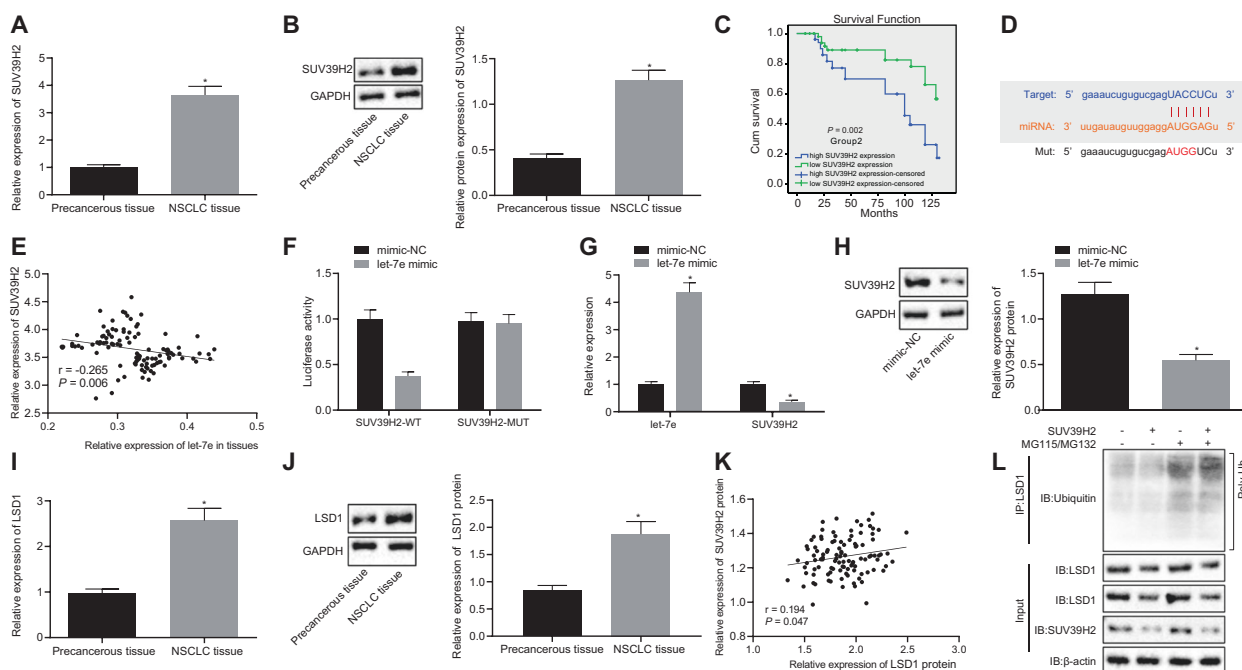 A
Relative expression of SUV39H2
5
4
3
2
1
0
*
Precancerous tissue
NSCLC tissue
B
SUV39H2
GAPDH
Precancerous tissue
NSCLC tissue
Relative protein expression of SUV39H2
1.5
1.0
0.5
0.0
*
Precancerous tissue
NSCLC tissue
C
Survival Function
Cum survival
1.0
0.8
0.6
0.4
0.2
0.0
P = 0.002
Group2
high SUV39H2 expression
low SUV39H2 expression
high SUV39H2 expression-censored
low SUV39H2 expression-censored
0 25 50 75 100 125
Months
D
Target: 5' gaaaucugugucgagUACCUCu 3'
miRNA: 3' uugauauguuggaggAUGGAGu 5'
Mut: 5' gaaaucugugucgagAUGGUCu 3'
E
Relative expression of SUV39H2
5.0
4.5
4.0
3.5
3.0
2.5
r = -0.265
P = 0.006
0.2 0.3 0.4 0.5
Relative expression of let-7e in tissues
F
mimic-NC
let-7e mimic
Luciferase activity
1.5
1.0
0.5
0.0
SUV39H2-WT
SUV39H2-MUT
G
mimic-NC
let-7e mimic
Relative expression
5
4
3
2
1
0
*
*
let-7e
SUV39H2
H
SUV39H2
GAPDH
mimic-NC
let-7e mimic
mimic-NC
let-7e mimic
Relative expression of
SUV39H2 protein
1.5
1.0
0.5
0.0
*
I
Relative expression of LSD1
3
2
1
0
*
Precancerous tissue
NSCLC tissue
J
LSD1
GAPDH
Precancerous tissue
NSCLC tissue
Relative expression of LSD1 protein
2.5
2.0
1.5
1.0
0.5
0.0
*
Precancerous tissue
NSCLC tissue
K
Relative expression of SUV39H2 protein
1.6
1.4
1.3
1.2
1.0
0.8
r = 0.194
P = 0.047
1.0 1.5 2.0 2.5 3.0
Relative expression of LSD1 protein
L
SUV39H2 - + - +
MG115/MG132 - - + +
IP:LSD1
IB:Ubiquitin
Input
IB:LSD1
IB:LSD1
IB:SUV39H2
IB:β-actin